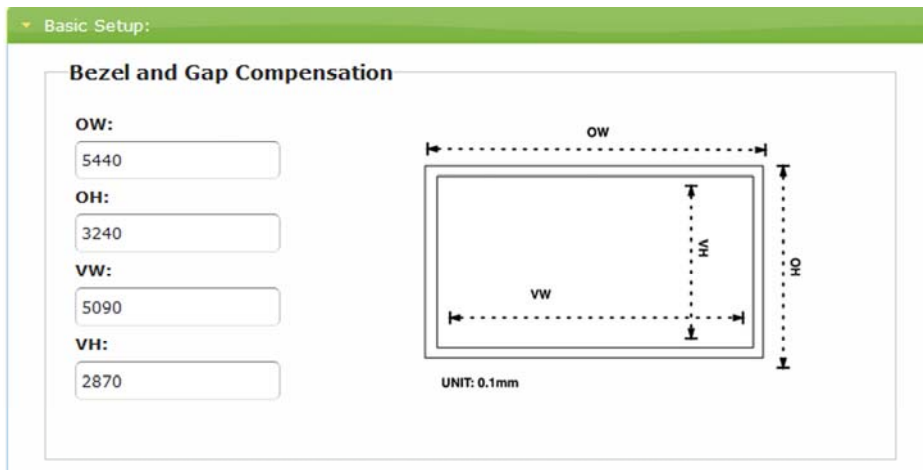 Basic Setup:
Bezel and Gap Compensation
OW:
5440
OH:
3240
VW:
5090
VH:
2870
OW
VH
OH
VW
UNIT: 0.1mm